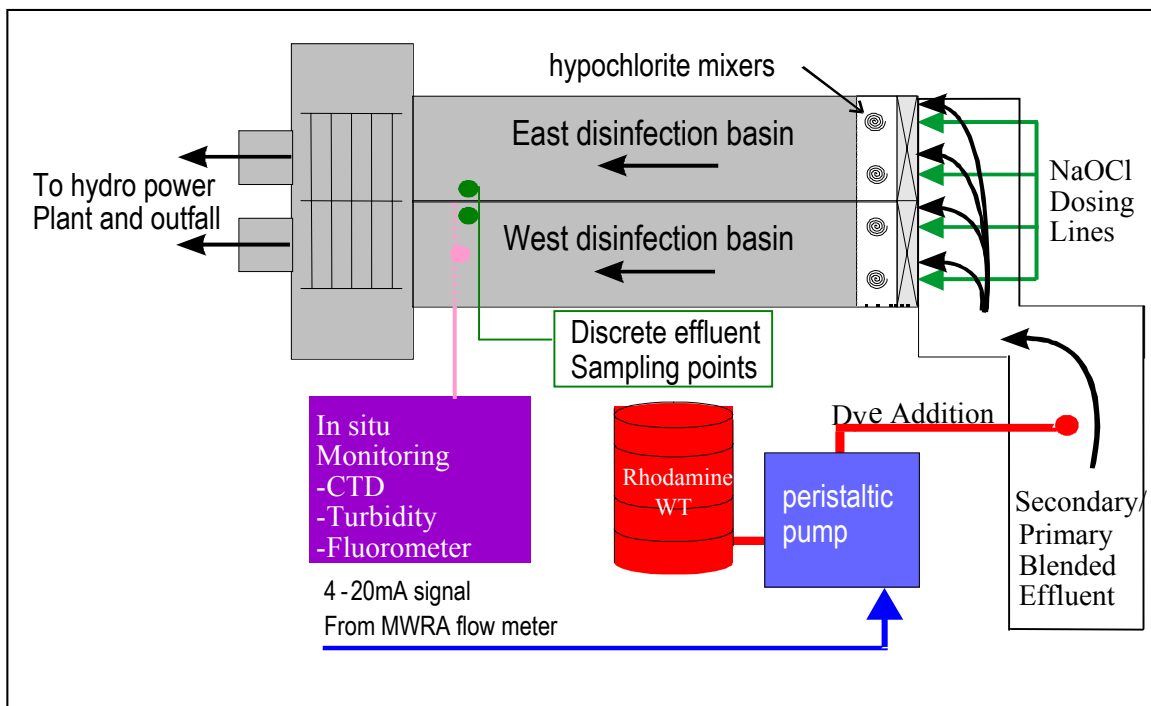 hypochlorite mixers
East disinfection basin
To hydro power
Plant and outfall
NaOCl
Dosing
Lines
West disinfection basin
Discrete effluent
Sampling points
In situ
Monitoring
-CTD
-Turbidity
-Fluorometer
Rhodamine
WT
Dye Addition
peristaltic
pump
Secondary/
Primary
Blended
Effluent
4-20mA signal
From MWRA flow meter